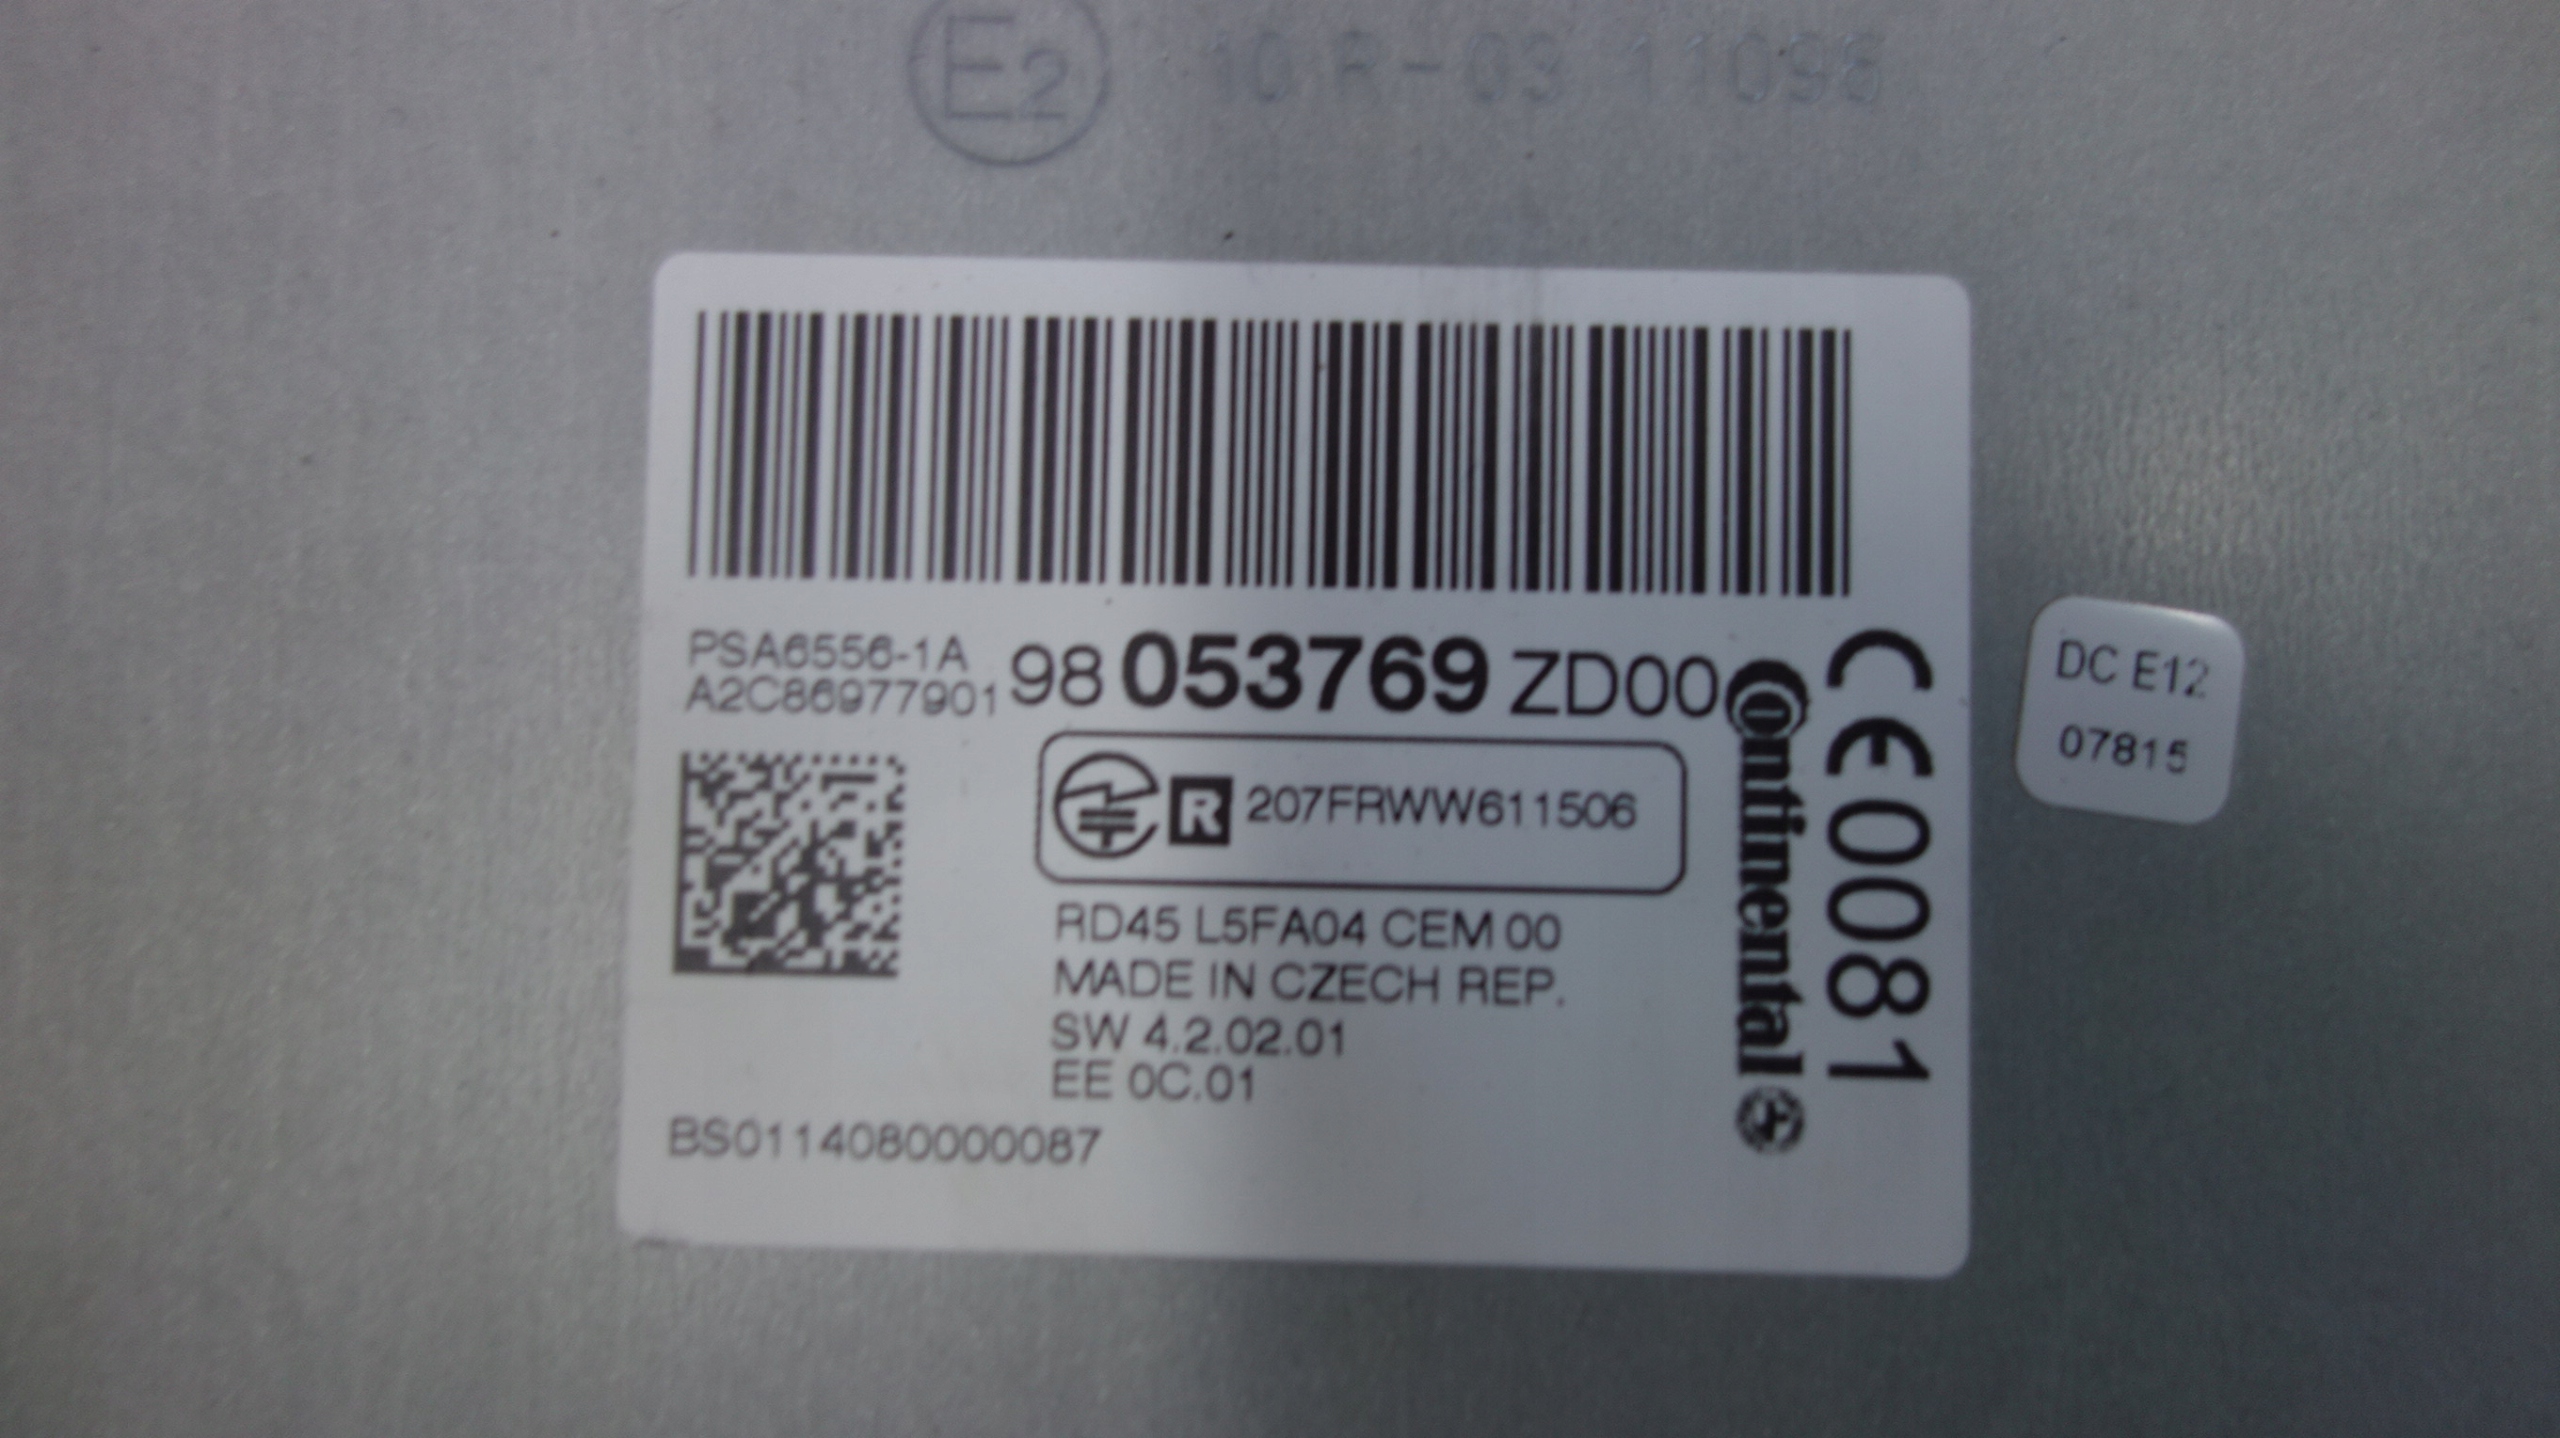 E2 10 R-03 11096
PSA6556-1A
A2C86977901
98 053769 ZD00
R 207FRWW611506
RD45 L5FA04 CEM 00
MADE IN CZECH REP.
SW 4.2.02.01
EE 0C.01
BS0114080000087
Continental
CE0081
DC E12
07815